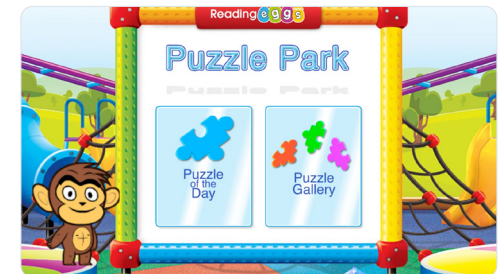 Reading eggs
Puzzle Park
Puzzle
of the
Day
Puzzle
Gallery